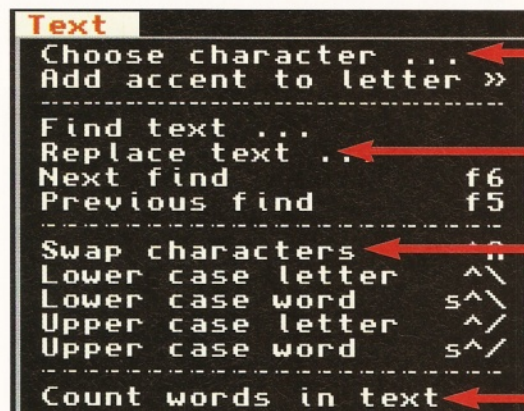 Text
Choose character ...
Add accent to letter »
Find text ...
Replace text ...
Next find f6
Previous find f5
Swap characters
Lower case letter ^\
Lower case word s^\
Upper case letter ^/
Upper case word s^/
Count words in text